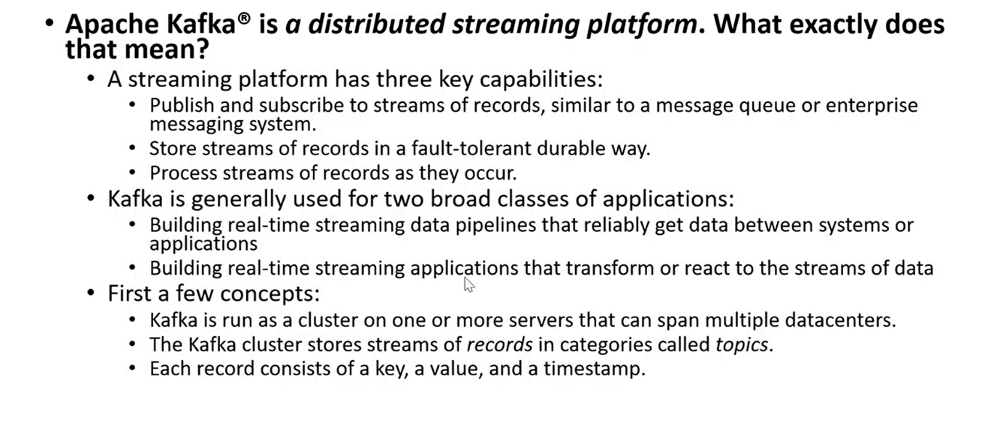 • Apache Kafka® is a distributed streaming platform. What exactly does
that mean?
• A streaming platform has three key capabilities:
• Publish and subscribe to streams of records, similar to a message queue or enterprise
messaging system.
• Store streams of records in a fault-tolerant durable way.
• Process streams of records as they occur.
• Kafka is generally used for two broad classes of applications:
• Building real-time streaming data pipelines that reliably get data between systems or
applications
• Building real-time streaming applications that transform or react to the streams of data
• First a few concepts:
• Kafka is run as a cluster on one or more servers that can span multiple datacenters.
• The Kafka cluster stores streams of records in categories called topics.
• Each record consists of a key, a value, and a timestamp.